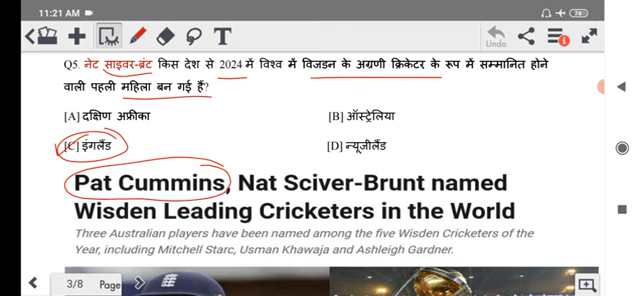 11:21 AM
74
T
Undo
Q5. नेट साइवर-ब्रंट किस देश से 2024 में विश्व में विजडन के अग्रणी क्रिकेटर के रूप में सम्मानित होने
वाली पहली महिला बन गई हैं?
[A] दक्षिण अफ्रीका [B] ऑस्ट्रेलिया
[C] इंगलैंड [D] न्यूजीलैंड
Pat Cummins, Nat Sciver-Brunt named
Wisden Leading Cricketers in the World
Three Australian players have been named among the five Wisden Cricketers of the
Year, including Mitchell Starc, Usman Khawaja and Ashleigh Gardner.
3/8 Page